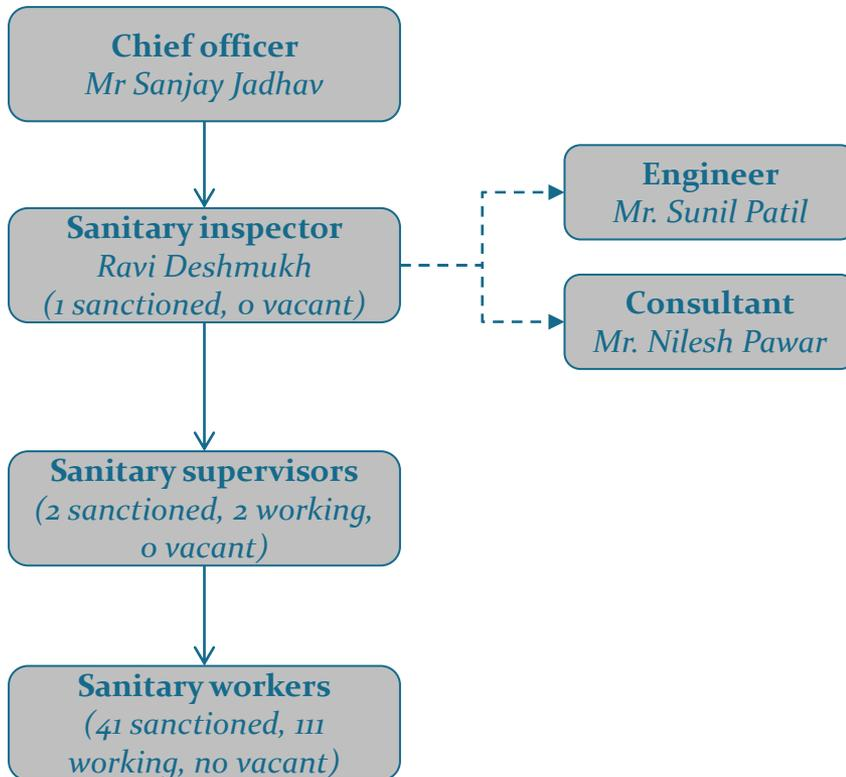 Chief officer
Mr Sanjay Jadhav
Sanitary inspector
Ravi Deshmukh
(1 sanctioned, 0 vacant)
Engineer
Mr. Sunil Patil
Consultant
Mr. Nilesh Pawar
Sanitary supervisors
(2 sanctioned, 2 working,
0 vacant)
Sanitary workers
(41 sanctioned, 111
working, no vacant)